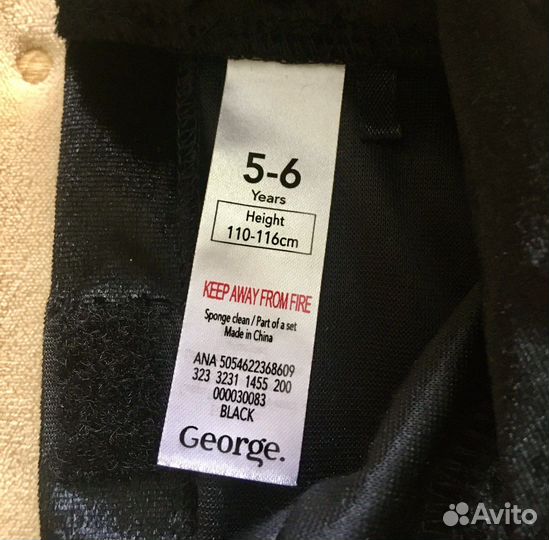 5-6
Years
Height
110-116cm
KEEP AWAY FROM FIRE
Sponge clean / Part of a set
Made in China
ANA 5054622368609
323 3231 1455 200
000030083
BLACK
George.
Avito